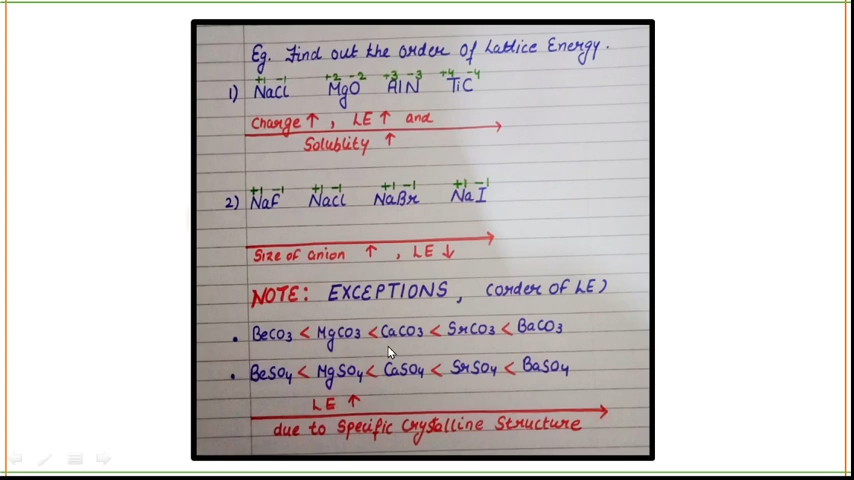 Eg. Find out the order of Lattice Energy.
+1 -1 +2 -2 +3 -3 +4 -4
1) NaCl MgO AlN TiC
Charge ↑ , LE ↑ and
Solublity ↑
+1 -1 +1 -1 +1 -1 +1 -1
2) NaF NaCl NaBr NaI
Size of anion ↑ , LE ↓
NOTE: EXCEPTIONS, (order of LE)
• BeCO3 < MgCO3 < CaCO3 < SrCO3 < BaCO3
• BeSO4 < MgSO4 < CaSO4 < SrSO4 < BaSO4
LE ↑
due to Specific Crystalline Structure